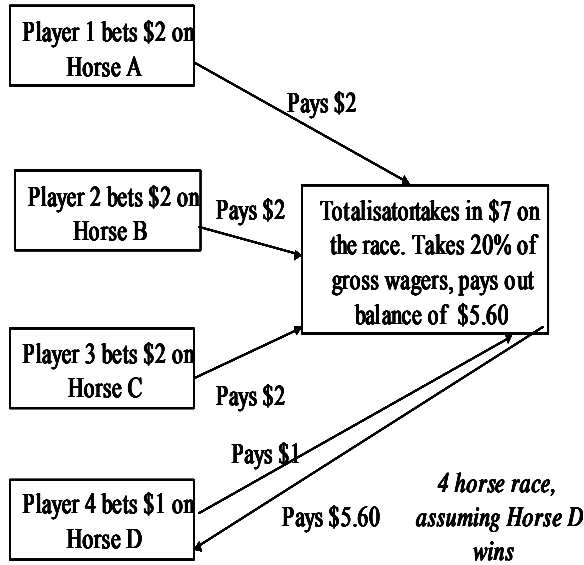 Player 1 bets $2 on
Horse A
Pays $2
Player 2 bets $2 on
Horse B
Pays $2
Totalisatortakes in $7 on
the race. Takes 20% of
gross wagers, pays out
balance of $5.60
Player 3 bets $2 on
Horse C
Pays $2
Pays $1
Player 4 bets $1 on
Horse D
Pays $5.60
4 horse race,
assuming Horse D
wins